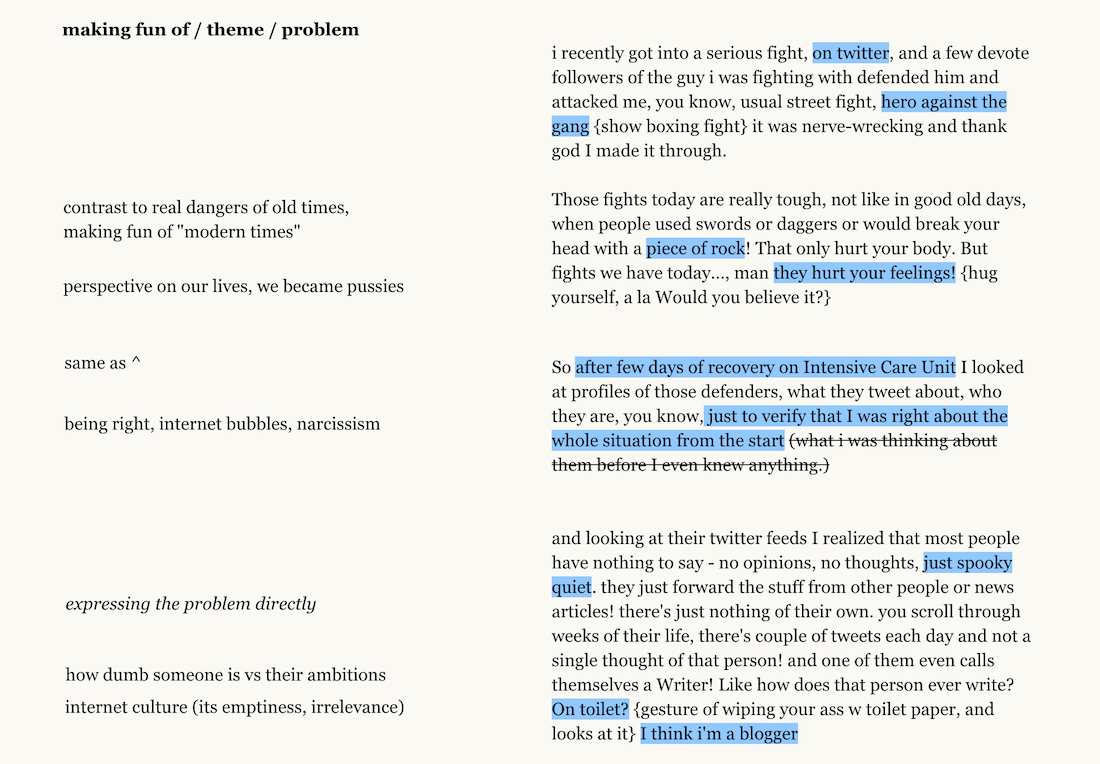 making fun of / theme / problem
i recently got into a serious fight, on twitter, and a few devote
followers of the guy i was fighting with defended him and
attacked me, you know, usual street fight, hero against the
gang {show boxing fight} it was nerve-wrecking and thank
god I made it through.
contrast to real dangers of old times,
making fun of "modern times"
perspective on our lives, we became pussies
Those fights today are really tough, not like in good old days,
when people used swords or daggers or would break your
head with a piece of rock! That only hurt your body. But
fights we have today..., man they hurt your feelings! {hug
yourself, a la Would you believe it?}
same as ^
being right, internet bubbles, narcissism
So after few days of recovery on Intensive Care Unit I looked
at profiles of those defenders, what they tweet about, who
they are, you know, just to verify that I was right about the
whole situation from the start (what i was thinking about
them before I even knew anything.)
expressing the problem directly
how dumb someone is vs their ambitions
internet culture (its emptiness, irrelevance)
and looking at their twitter feeds I realized that most people
have nothing to say - no opinions, no thoughts, just spooky
quiet. they just forward the stuff from other people or news
articles! there's just nothing of their own. you scroll through
weeks of their life, there's couple of tweets each day and not a
single thought of that person! and one of them even calls
themselves a Writer! Like how does that person ever write?
On toilet? {gesture of wiping your ass w toilet paper, and
looks at it} I think i'm a blogger